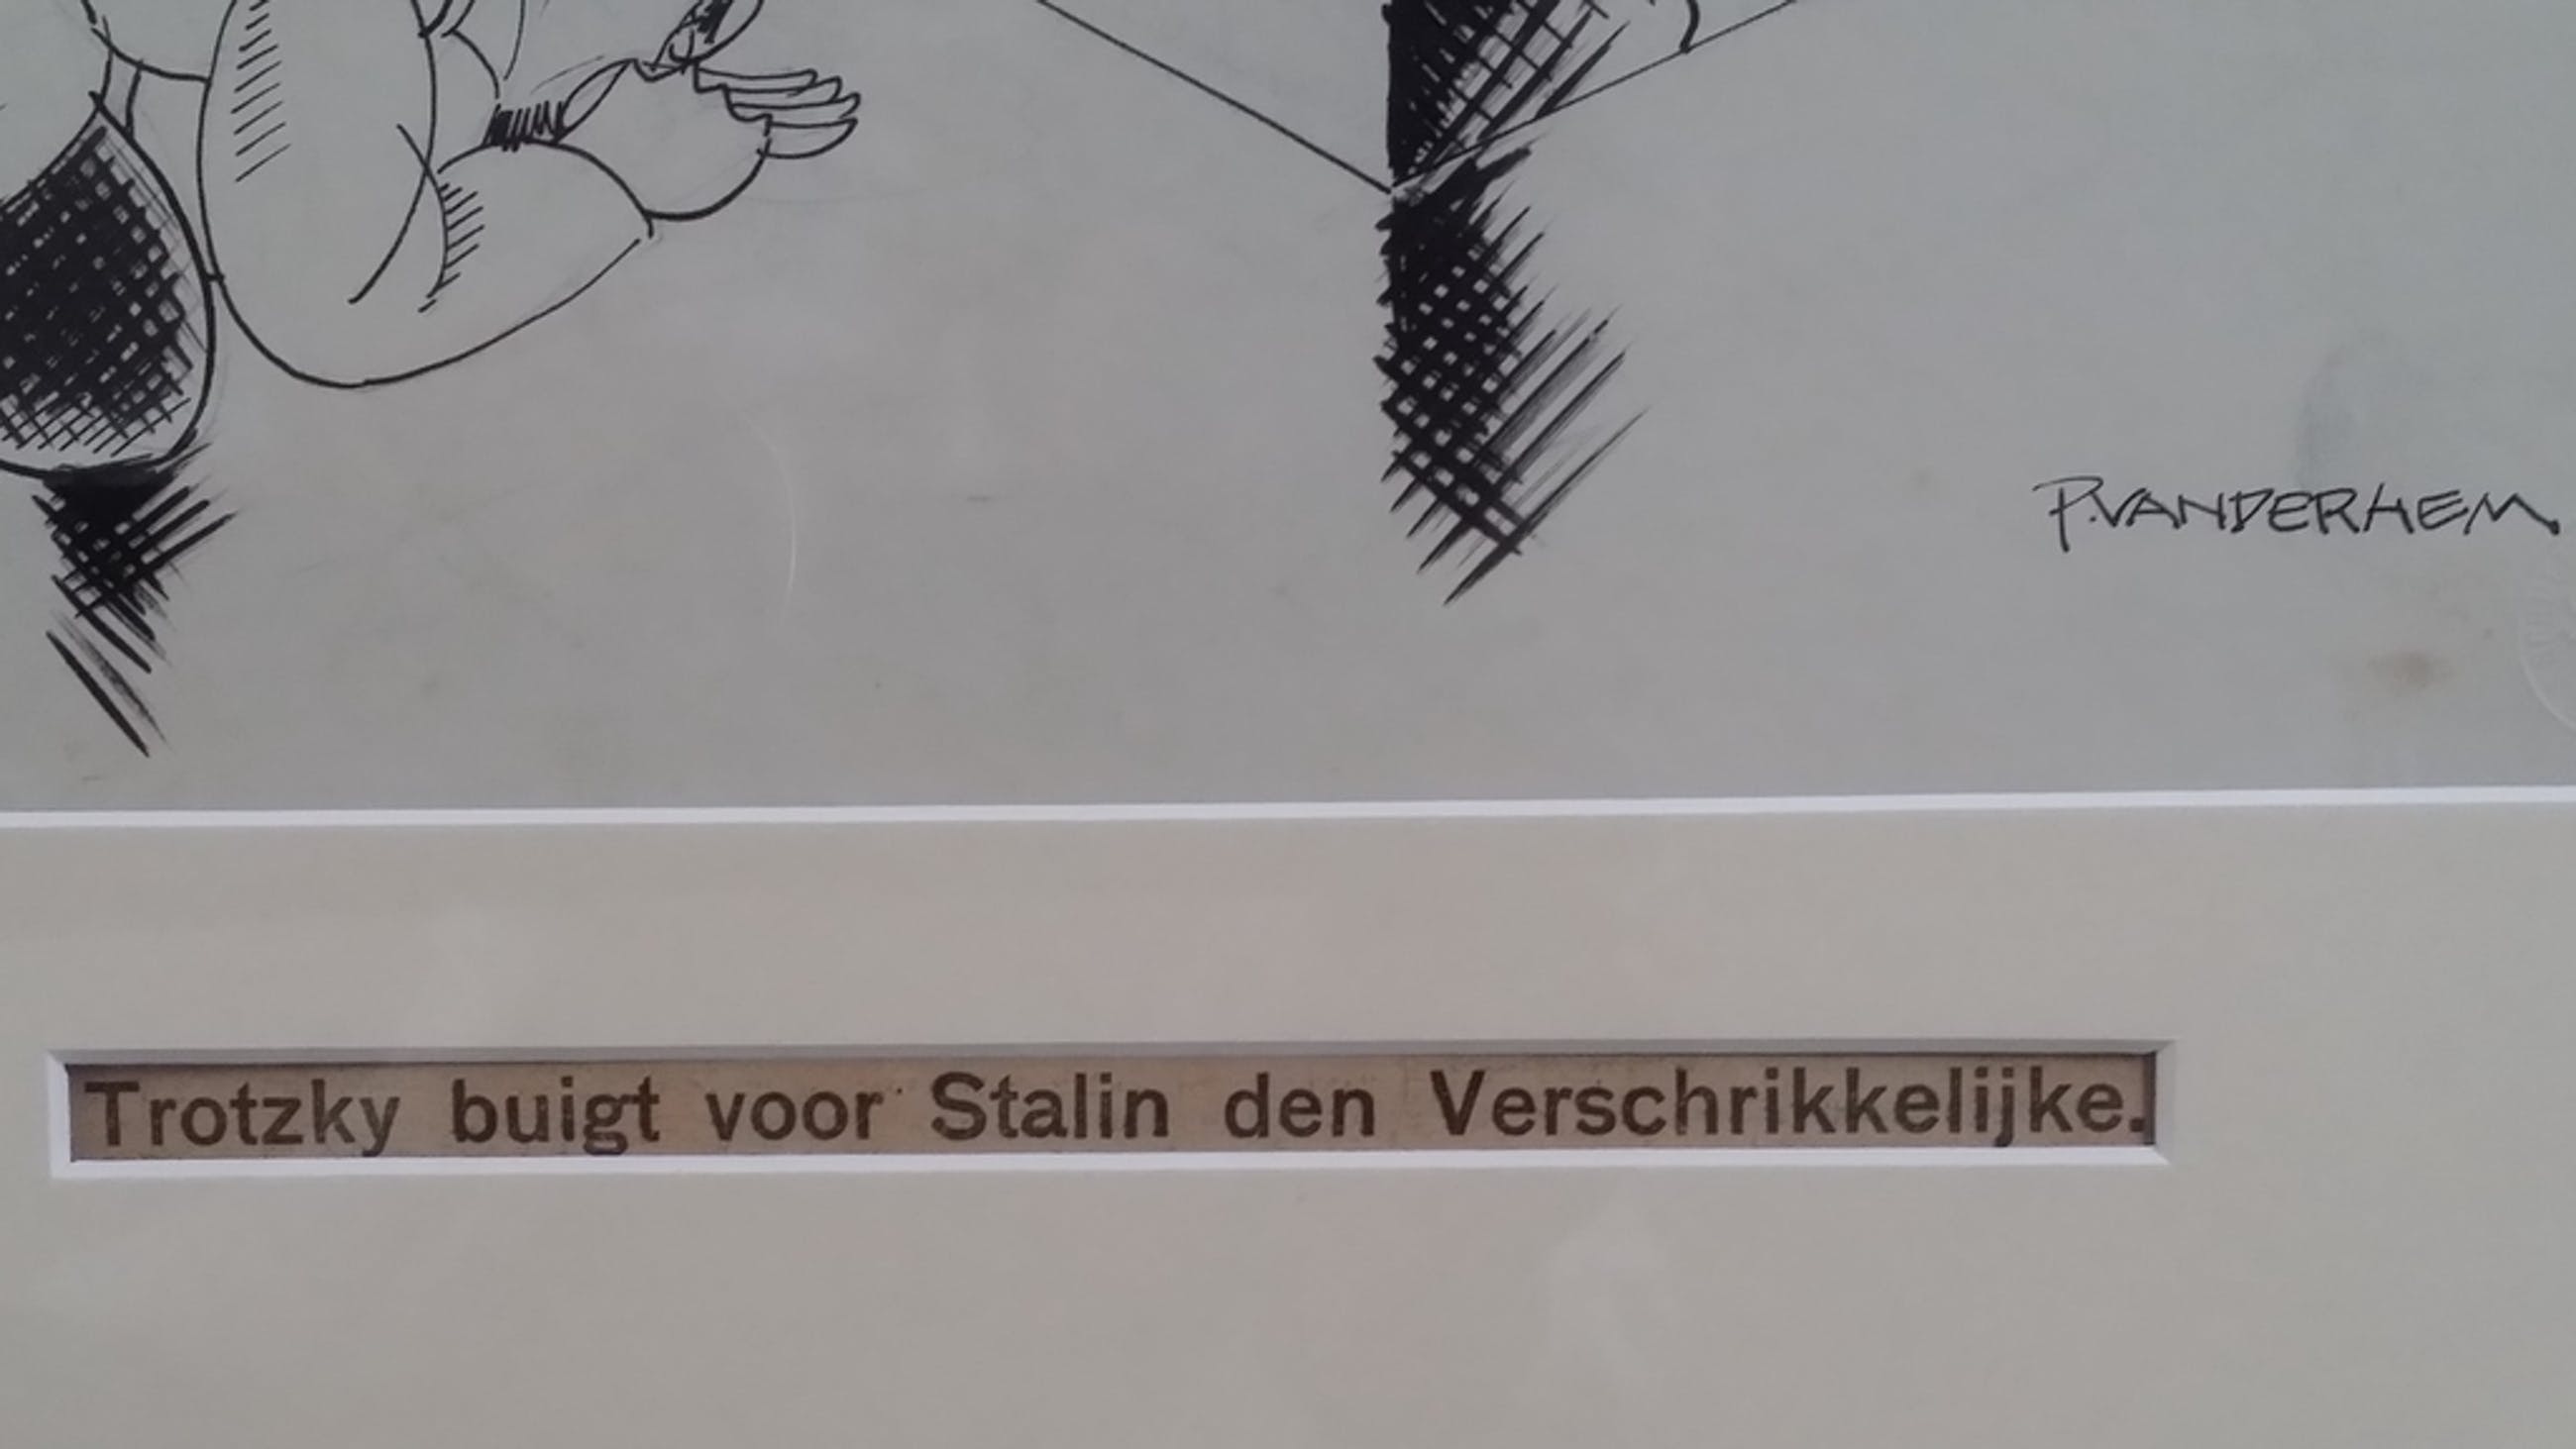 P.VANDERHEM
Trotzky buigt voor Stalin den Verschrikkelijke.